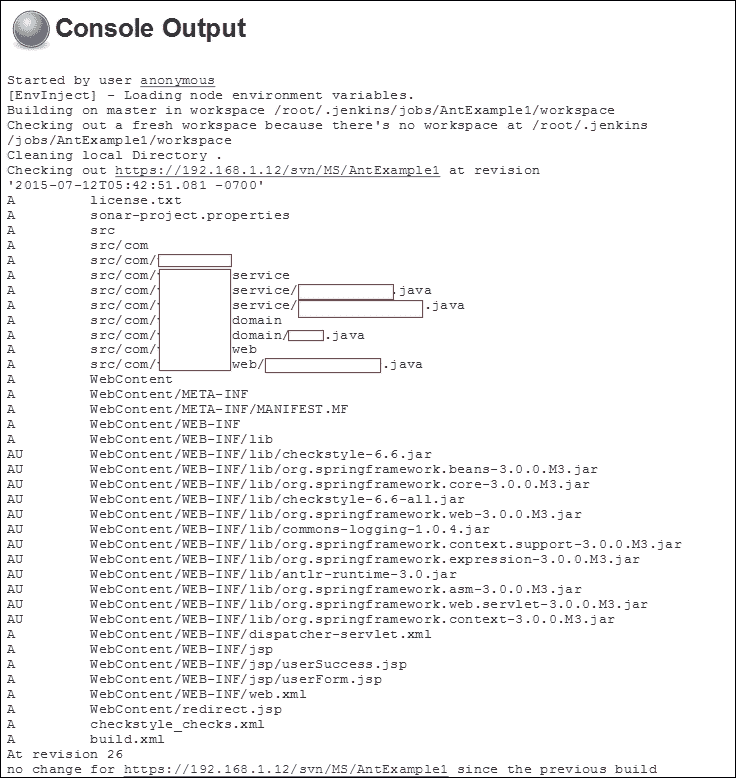 Console Output
Started by user anonymous
[EnvInject] - Loading node environment variables.
Building on master in workspace /root/.jenkins/jobs/AntExample1/workspace
Checking out a fresh workspace because there's no workspace at /root/.jenkins
/jobs/AntExample1/workspace
Cleaning local Directory .
Checking out https://192.168.1.12/svn/MS/AntExample1 at revision
'2015-07-12T05:42:51.081 -0700'
A license.txt
A sonar-project.properties
A src
A src/com
A src/com/
A src/com/ service
A src/com/ service/ .java
A src/com/ service/ .java
A src/com/ domain
A src/com/ domain/ .java
A src/com/ web
A src/com/ web/ .java
A WebContent
A WebContent/META-INF
A WebContent/META-INF/MANIFEST.MF
A WebContent/WEB-INF
A WebContent/WEB-INF/lib
AU WebContent/WEB-INF/lib/checkstyle-6.6.jar
AU WebContent/WEB-INF/lib/org.springframework.beans-3.0.0.M3.jar
AU WebContent/WEB-INF/lib/org.springframework.core-3.0.0.M3.jar
AU WebContent/WEB-INF/lib/checkstyle-6.6-all.jar
AU WebContent/WEB-INF/lib/org.springframework.web-3.0.0.M3.jar
AU WebContent/WEB-INF/lib/commons-logging-1.0.4.jar
AU WebContent/WEB-INF/lib/org.springframework.context.support-3.0.0.M3.jar
AU WebContent/WEB-INF/lib/org.springframework.expression-3.0.0.M3.jar
AU WebContent/WEB-INF/lib/antlr-runtime-3.0.jar
AU WebContent/WEB-INF/lib/org.springframework.asm-3.0.0.M3.jar
AU WebContent/WEB-INF/lib/org.springframework.web.servlet-3.0.0.M3.jar
AU WebContent/WEB-INF/lib/org.springframework.context-3.0.0.M3.jar
A WebContent/WEB-INF/dispatcher-servlet.xml
A WebContent/WEB-INF/jsp
A WebContent/WEB-INF/jsp/userSuccess.jsp
A WebContent/WEB-INF/jsp/userForm.jsp
A WebContent/WEB-INF/web.xml
A WebContent/redirect.jsp
A checkstyle_checks.xml
A build.xml
At revision 26
no change for https://192.168.1.12/svn/MS/AntExample1 since the previous build